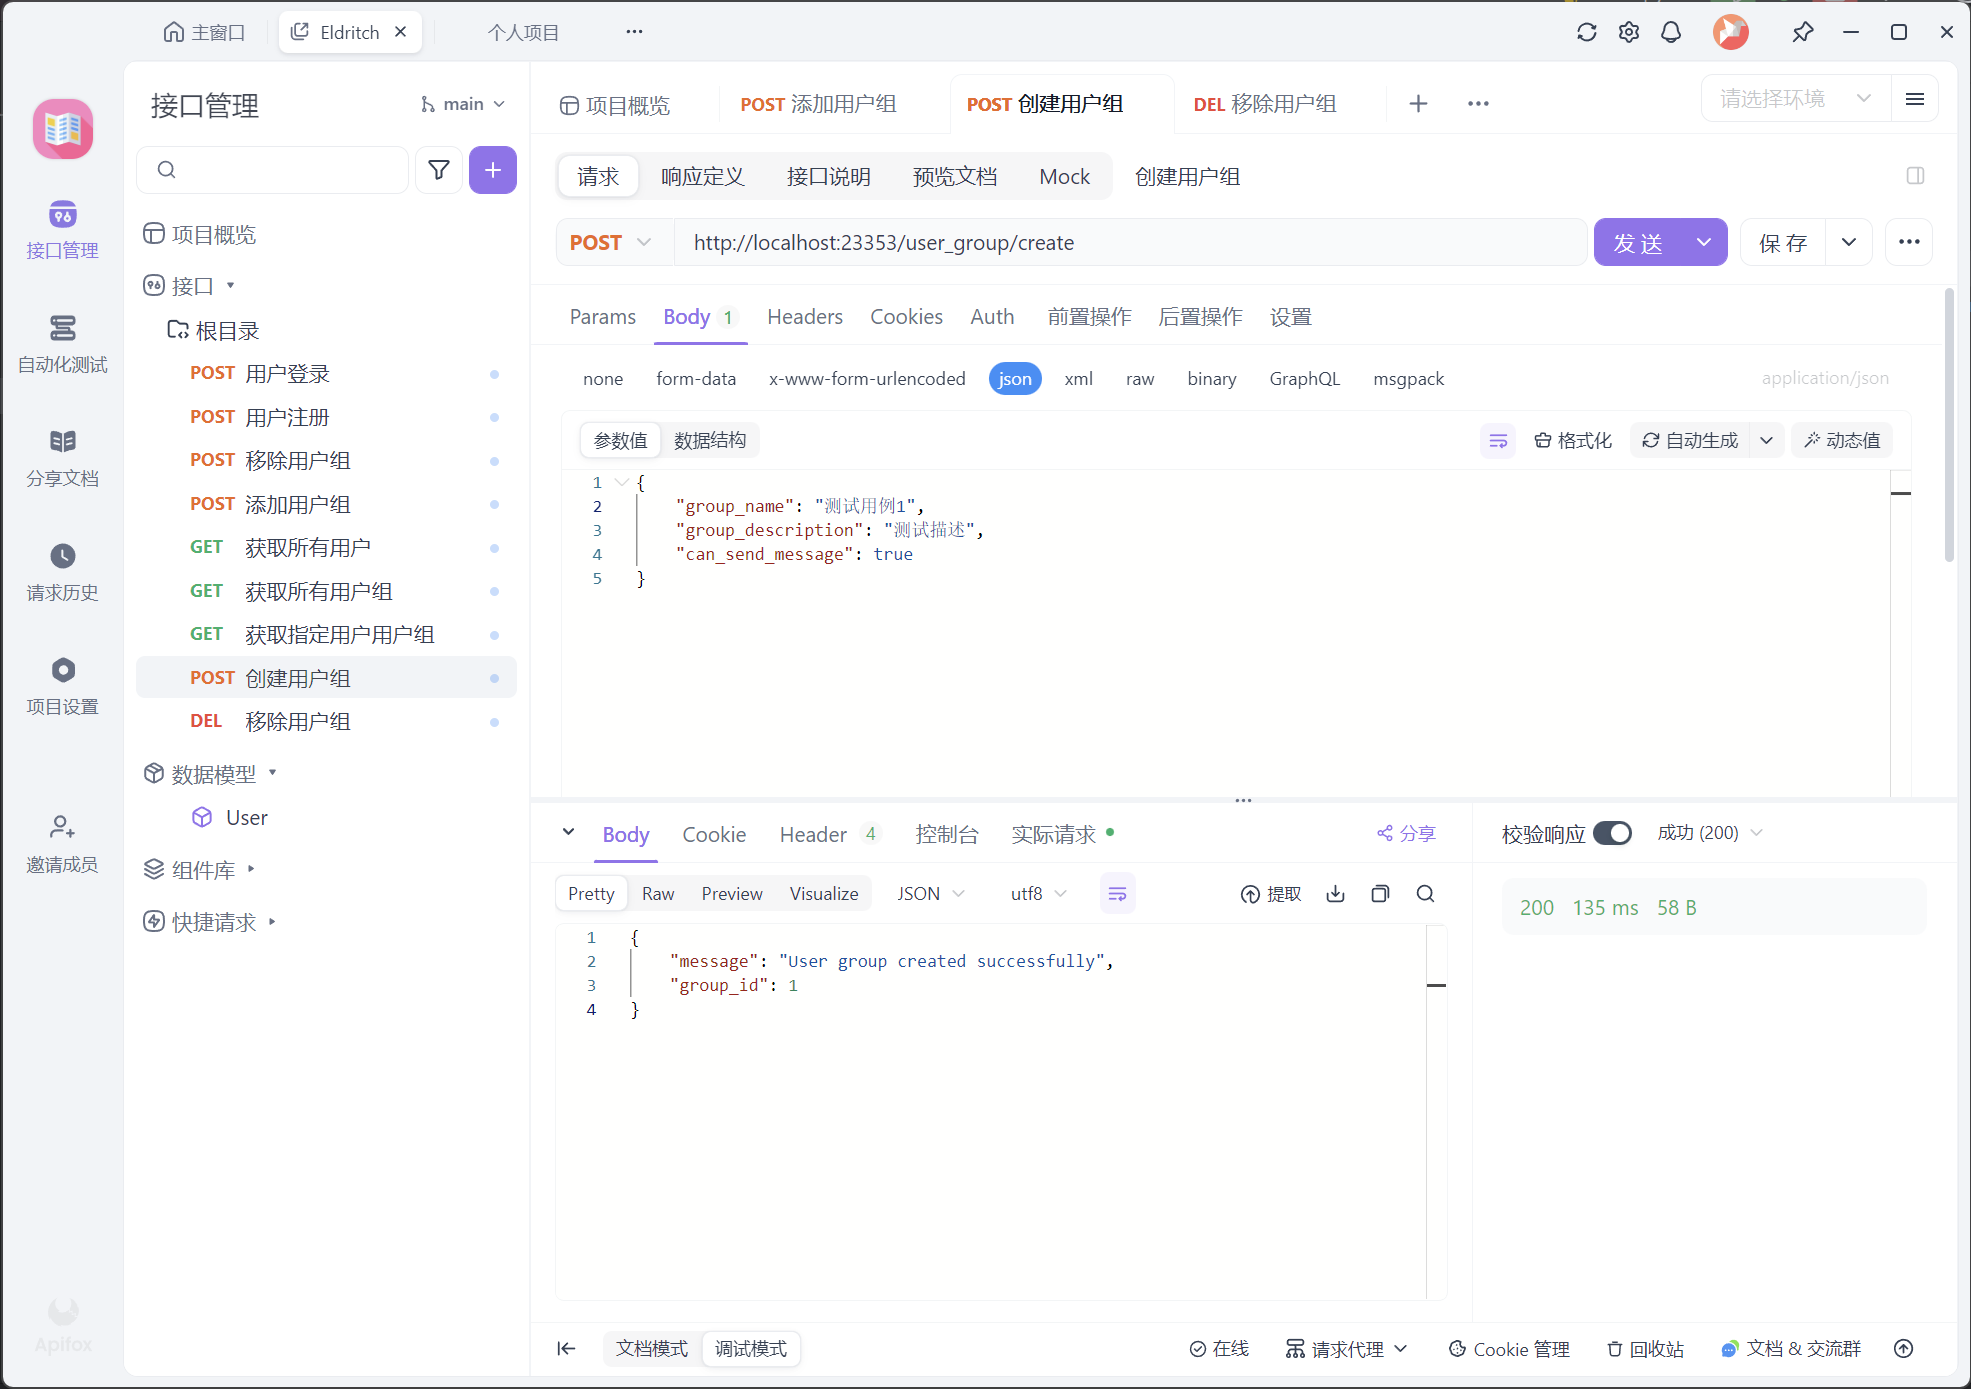 主窗口
Eldritch
个人项目
接口管理
main
项目概览
POST 添加用户组
POST 创建用户组
DEL 移除用户组
请选择环境
接口管理
自动化测试
分享文档
请求历史
项目设置
邀请成员
Apifox
项目概览
接口
根目录
POST 用户登录
POST 用户注册
POST 移除用户组
POST 添加用户组
GET 获取所有用户
GET 获取所有用户组
GET 获取指定用户用户组
POST 创建用户组
DEL 移除用户组
数据模型
User
组件库
快捷请求
请求 响应定义 接口说明 预览文档 Mock 创建用户组
POST http://localhost:23353/user_group/create 发 送 保 存
Params Body 1 Headers Cookies Auth 前置操作 后置操作 设置
none form-data x-www-form-urlencoded json xml raw binary GraphQL msgpack application/json
参数值 数据结构 格式化 自动生成 动态值
1 {
2 "group_name": "测试用例1",
3 "group_description": "测试描述",
4 "can_send_message": true
5 }
Body Cookie Header 4 控制台 实际请求 分享
校验响应 成功 (200)
Pretty Raw Preview Visualize JSON utf8 提取
200 135 ms 58 B
1 {
2 "message": "User group created successfully",
3 "group_id": 1
4 }
文档模式 调试模式 在线 请求代理 Cookie 管理 回收站 文档 & 交流群